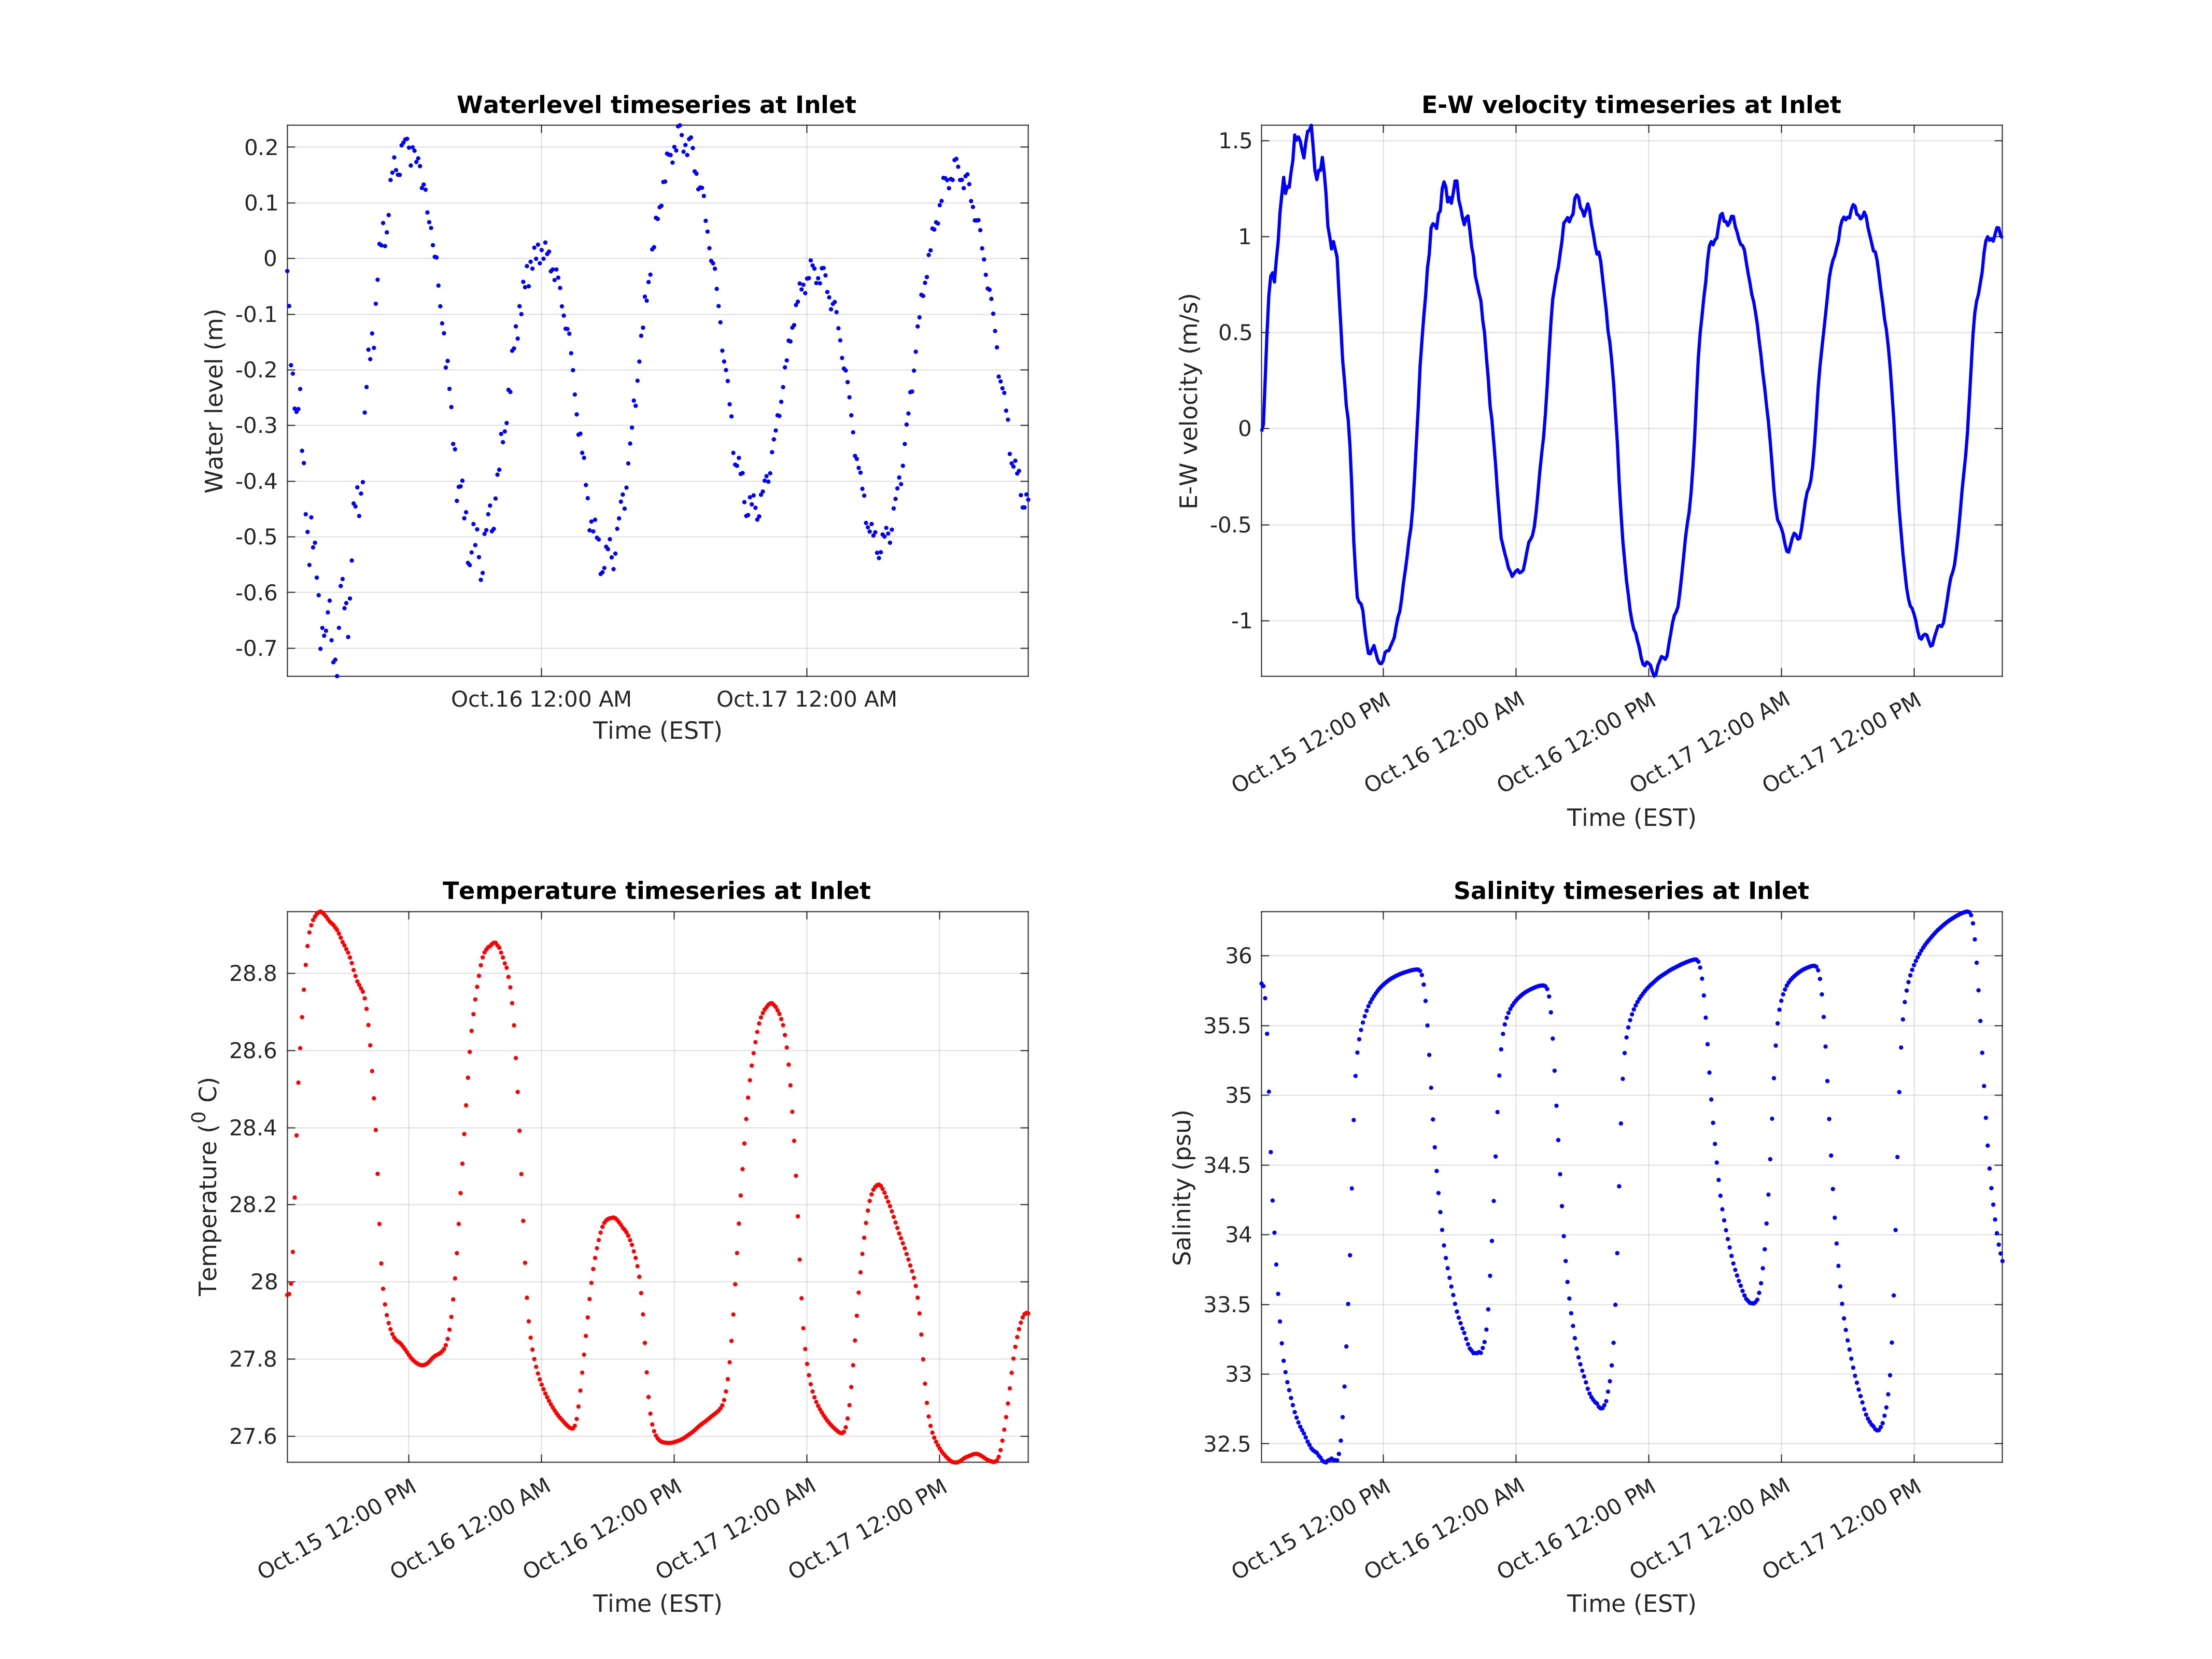 Waterlevel timeseries at Inlet
0.2
0.1
0
-0.1
-0.2
-0.3
-0.4
-0.5
-0.6
-0.7
Water level (m)
Oct.16 12:00 AM
Oct.17 12:00 AM
Time (EST)
E-W velocity timeseries at Inlet
1.5
1
0.5
0
-0.5
-1
E-W velocity (m/s)
Oct.15 12:00 PM
Oct.16 12:00 AM
Oct.16 12:00 PM
Oct.17 12:00 AM
Oct.17 12:00 PM
Time (EST)
Temperature timeseries at Inlet
28.8
28.6
28.4
28.2
28
27.8
27.6
Temperature (⁰ C)
Oct.15 12:00 PM
Oct.16 12:00 AM
Oct.16 12:00 PM
Oct.17 12:00 AM
Oct.17 12:00 PM
Time (EST)
Salinity timeseries at Inlet
36
35.5
35
34.5
34
33.5
33
32.5
Salinity (psu)
Oct.15 12:00 PM
Oct.16 12:00 AM
Oct.16 12:00 PM
Oct.17 12:00 AM
Oct.17 12:00 PM
Time (EST)